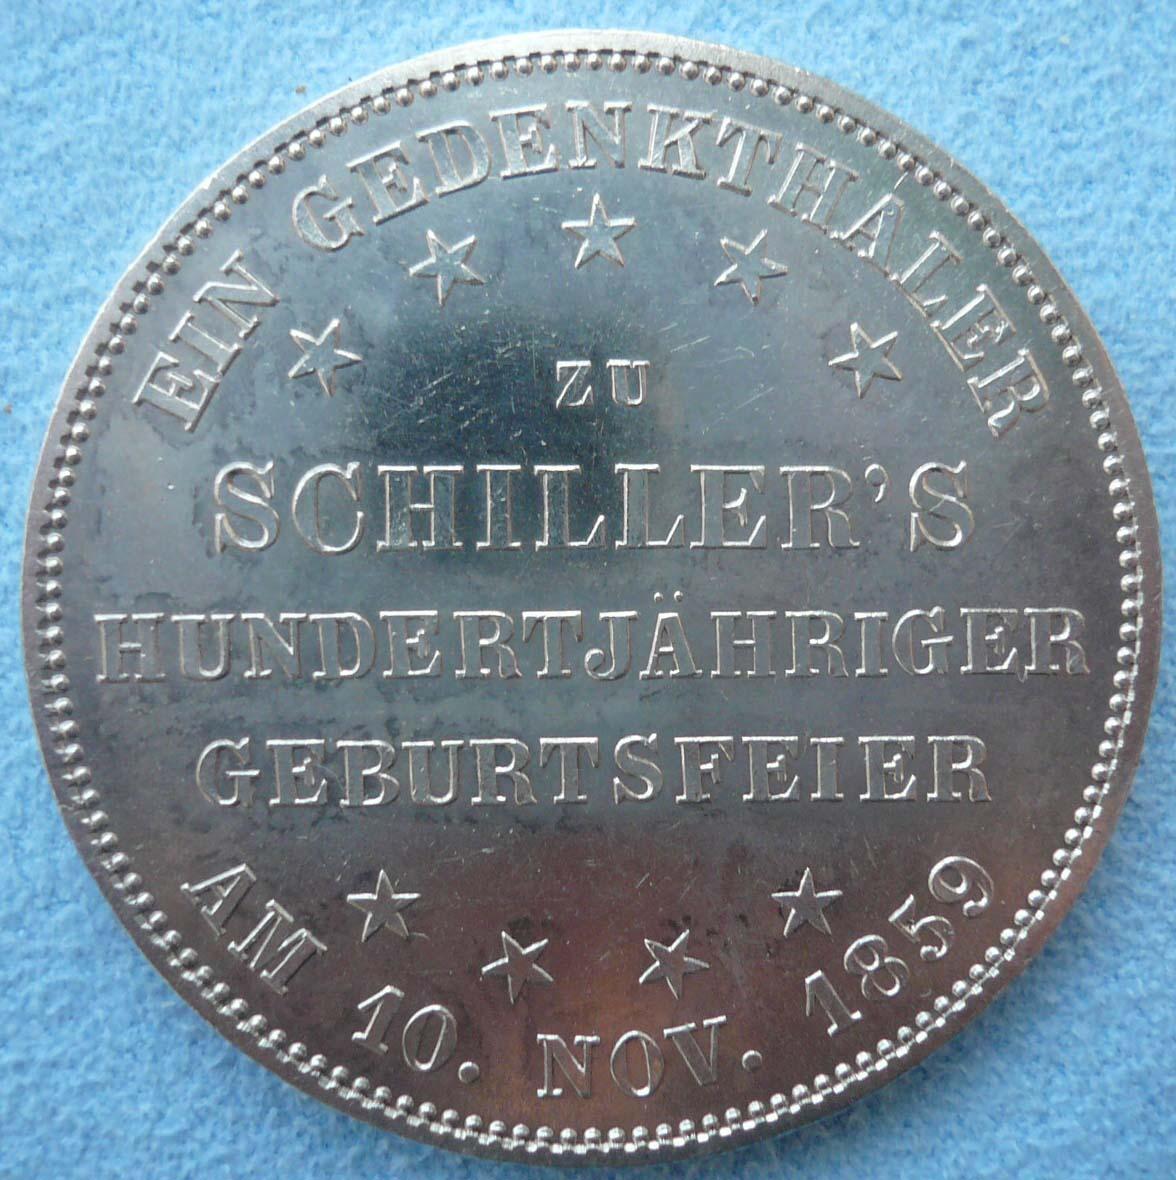 EIN GEDENKTHALER
ZU
SCHILLER'S
HUNDERTJÄHRIGER
GEBURTSFEIER
AM 10. NOV. 1859